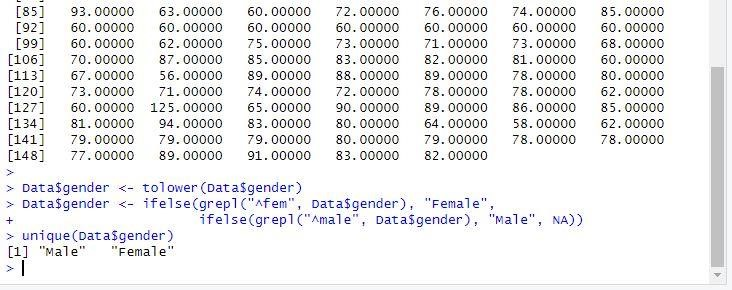 [85] 93.00000 63.00000 60.00000 72.00000 76.00000 74.00000 85.00000
[92] 60.00000 60.00000 60.00000 60.00000 60.00000 60.00000 60.00000
[99] 60.00000 62.00000 75.00000 73.00000 71.00000 73.00000 68.00000
[106] 70.00000 87.00000 85.00000 83.00000 82.00000 81.00000 60.00000
[113] 67.00000 56.00000 89.00000 88.00000 89.00000 78.00000 80.00000
[120] 73.00000 71.00000 74.00000 72.00000 78.00000 78.00000 62.00000
[127] 60.00000 125.00000 65.00000 90.00000 89.00000 86.00000 85.00000
[134] 81.00000 94.00000 83.00000 80.00000 64.00000 58.00000 62.00000
[141] 79.00000 79.00000 79.00000 80.00000 79.00000 78.00000 78.00000
[148] 77.00000 89.00000 91.00000 83.00000 82.00000
>
> Data$gender <- tolower(Data$gender)
> Data$gender <- ifelse(grepl("^fem", Data$gender), "Female",
+ ifelse(grepl("^male", Data$gender), "Male", NA))
> unique(Data$gender)
[1] "Male" "Female"
>